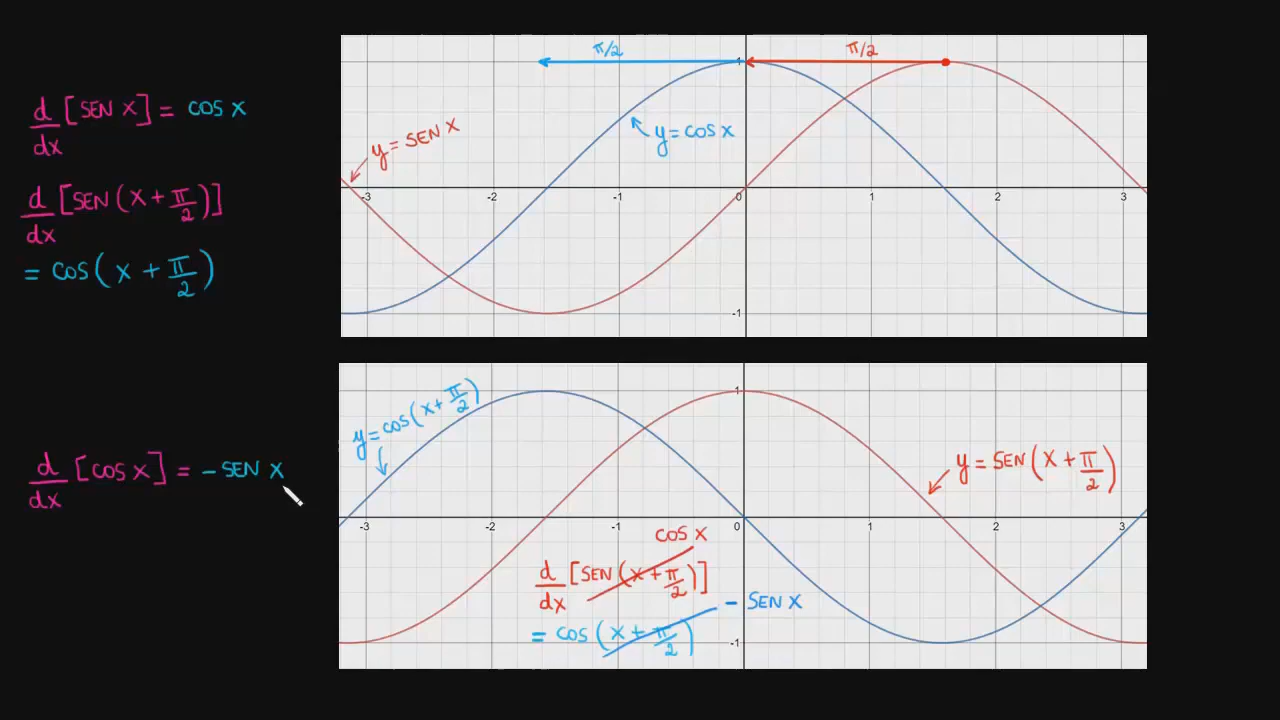 d/dx [SEN X] = COS X
d/dx [SEN (X + π/2)]
= COS (X + π/2)
d/dx [COS X] = - SEN X
π/2
π/2
y = SEN X
y = COS X
1
-3 -2 -1 0 1 2 3
-1
y = COS (X + π/2)
1
y = SEN (X + π/2)
-3 -2 -1 0 1 2 3
COS X
d/dx [SEN (X + π/2)]
- SEN X
= COS (X + π/2)
-1